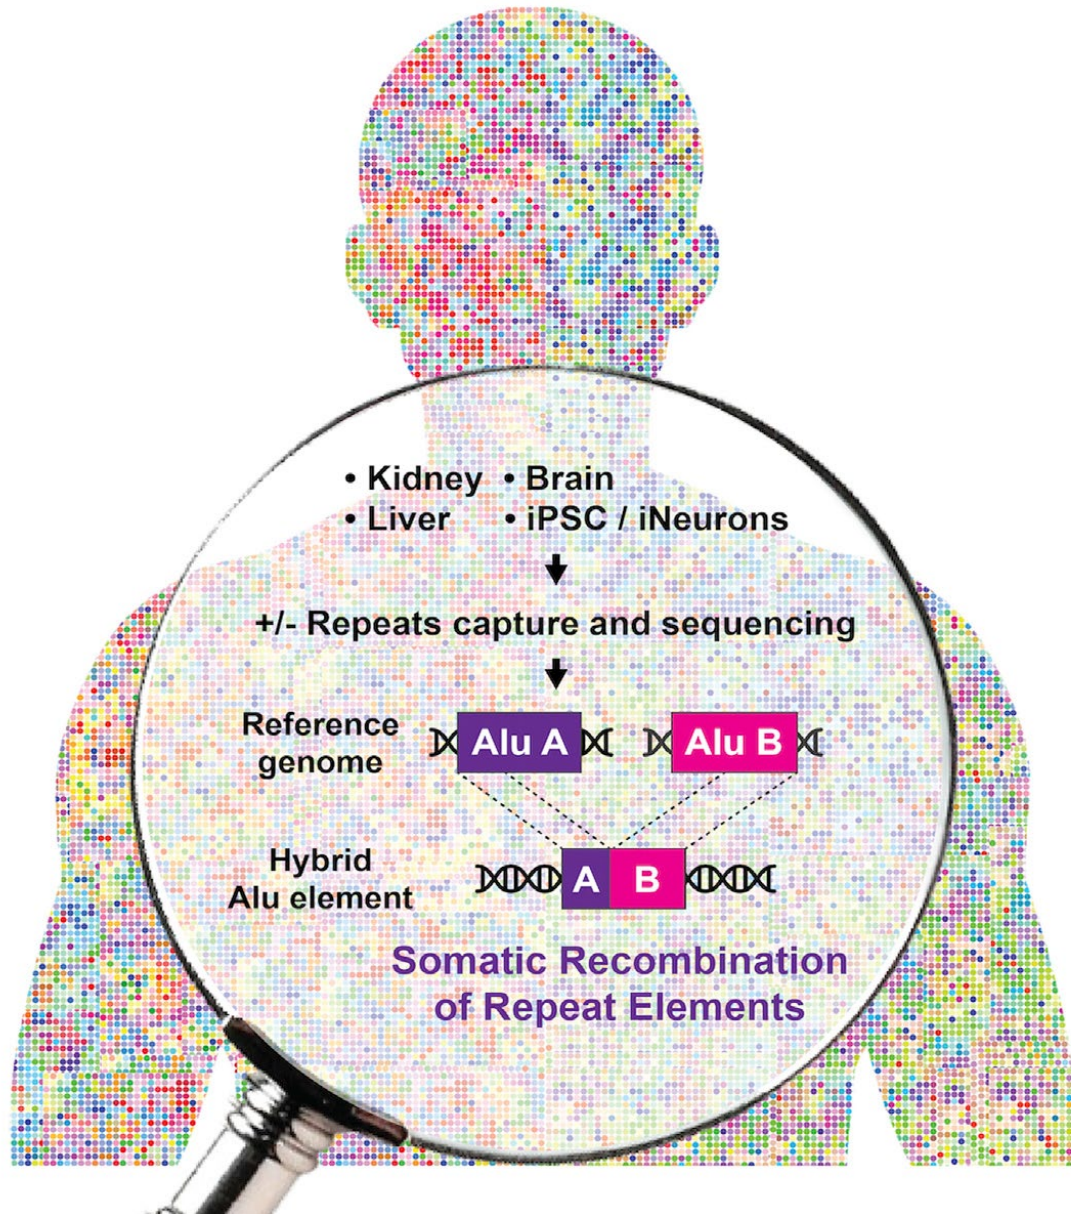 • Kidney • Brain
• Liver • iPSC / iNeurons
+/- Repeats capture and sequencing
Reference
genome
Alu A
Alu B
Hybrid
Alu element
A
B
Somatic Recombination
of Repeat Elements